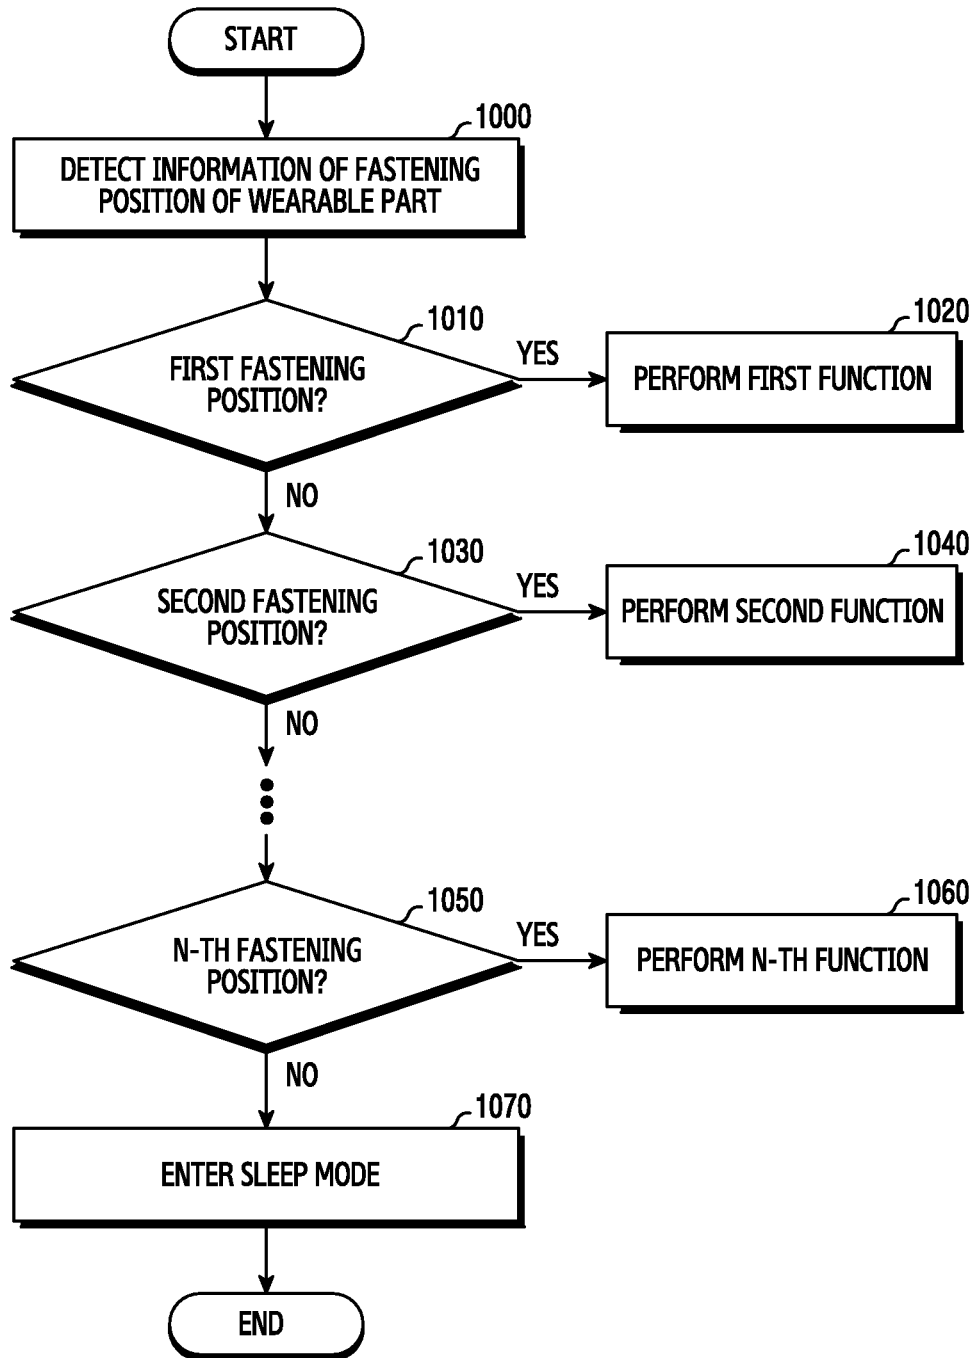 START
1000
DETECT INFORMATION OF FASTENING
POSITION OF WEARABLE PART
1010
FIRST FASTENING
POSITION?
YES
1020
PERFORM FIRST FUNCTION
NO
1030
SECOND FASTENING
POSITION?
YES
1040
PERFORM SECOND FUNCTION
NO
1050
N-TH FASTENING
POSITION?
YES
1060
PERFORM N-TH FUNCTION
NO
1070
ENTER SLEEP MODE
END